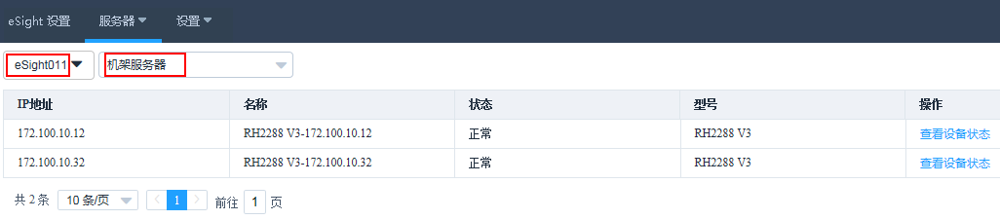 eSight 设置 服务器 设置
eSight011 机架服务器
IP地址 名称 状态 型号 操作
172.100.10.12 RH2288 V3-172.100.10.12 正常 RH2288 V3 查看设备状态
172.100.10.32 RH2288 V3-172.100.10.32 正常 RH2288 V3 查看设备状态
共 2 条 10 条/页 1 前往 1 页